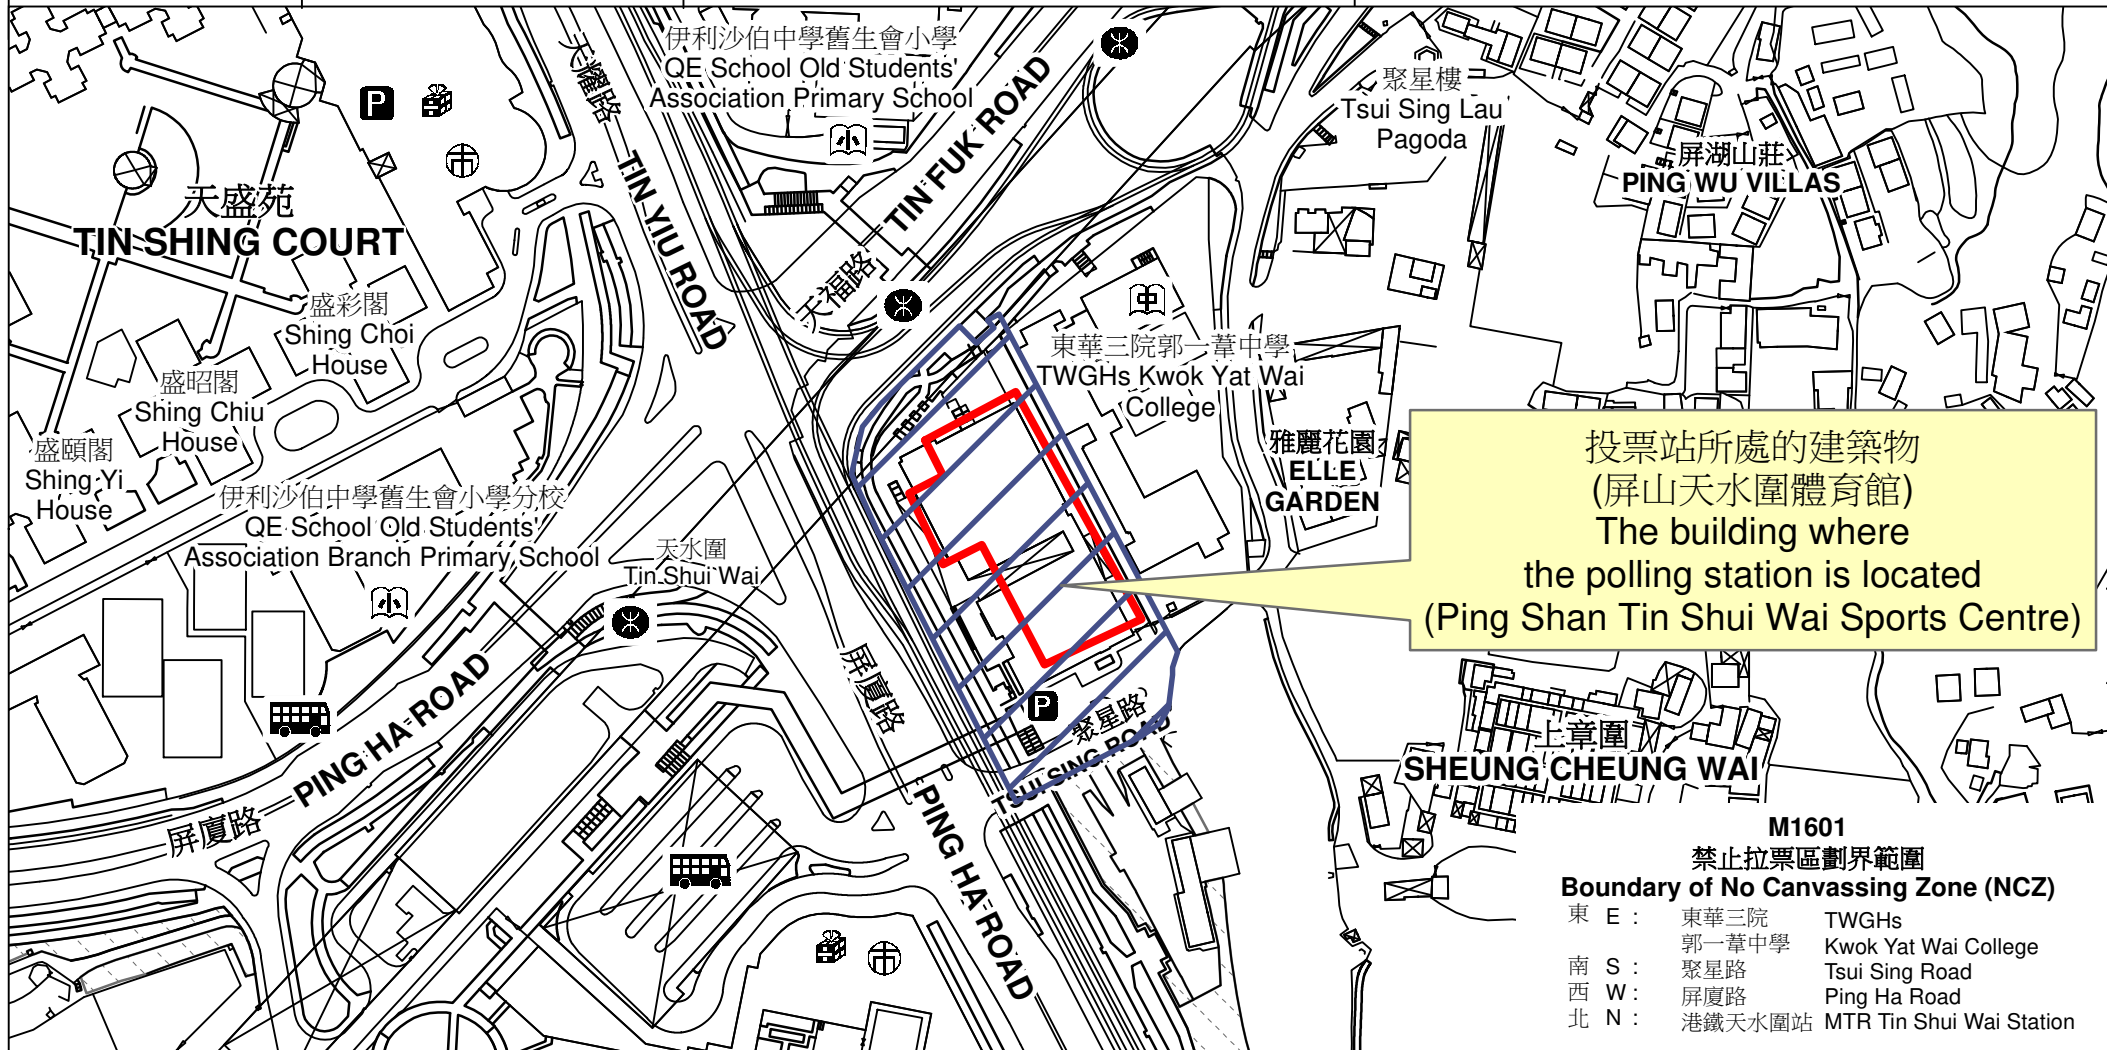 伊利沙伯中學舊生會小學
QE School Old Students'
Association Primary School
天耀路
TIN YIU ROAD
TIN FUK ROAD
天福路
聚星樓
Tsui Sing Lau
Pagoda
屏湖山莊
PING WU VILLAS
P
市
小
天盛苑
TIN SHING COURT
盛彩閣
Shing Choi
House
盛昭閣
Shing Chiu
House
盛頤閣
Shing Yi
House
中
東華三院郭一葦中學
TWGHs Kwok Yat Wai
College
雅麗花園
ELLE
GARDEN
伊利沙伯中學舊生會小學分校
QE School Old Students'
Association Branch Primary School
小
天水圍
Tin Shui Wai
投票站所處的建築物
(屏山天水圍體育館)
The building where
the polling station is located
(Ping Shan Tin Shui Wai Sports Centre)
屏廈路
PING HA ROAD
屏廈路
PING HA ROAD
P
聚星路
TSUI SING ROAD
上章圍
SHEUNG CHEUNG WAI
市
M1601
禁止拉票區劃界範圍
Boundary of No Canvassing Zone (NCZ)
東 E : 東華三院 TWGHs
郭一葦中學 Kwok Yat Wai College
南 S : 聚星路 Tsui Sing Road
西 W : 屏廈路 Ping Ha Road
北 N : 港鐵天水圍站 MTR Tin Shui Wai Station